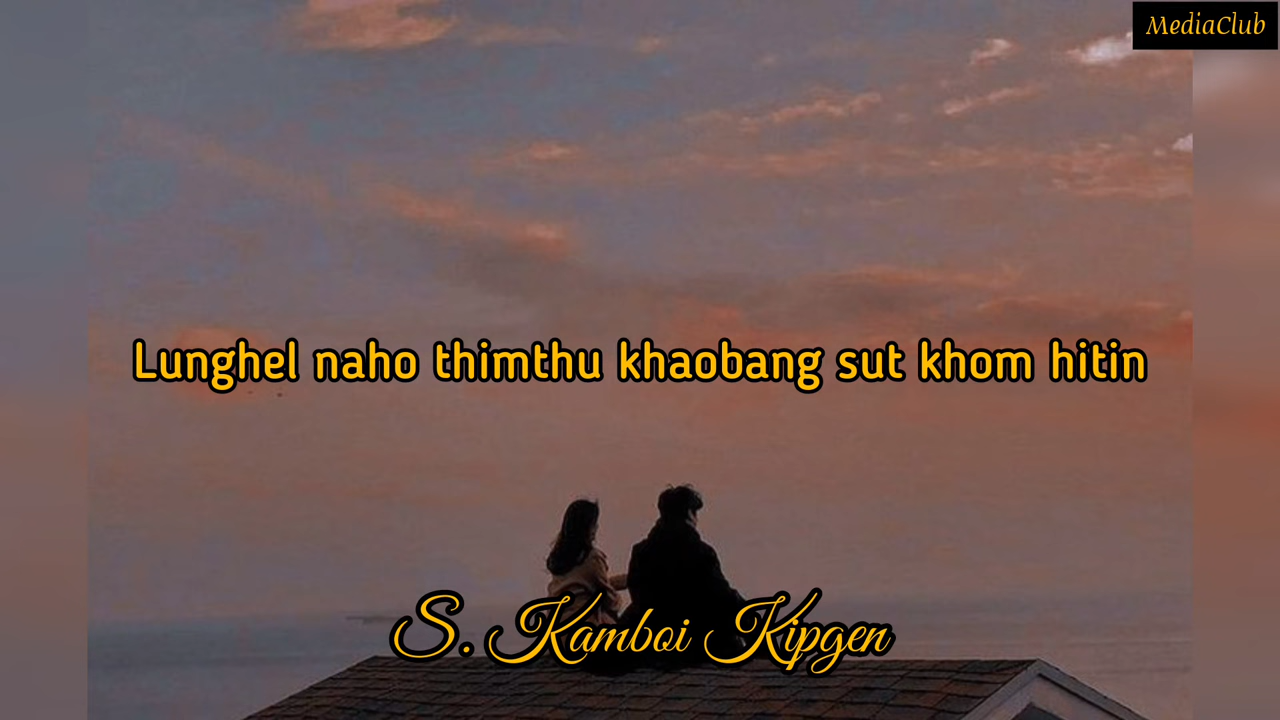 MediaClub
Lunghel naho thimthu khaobang sut khom hitin
S. Kamboi Kipgen